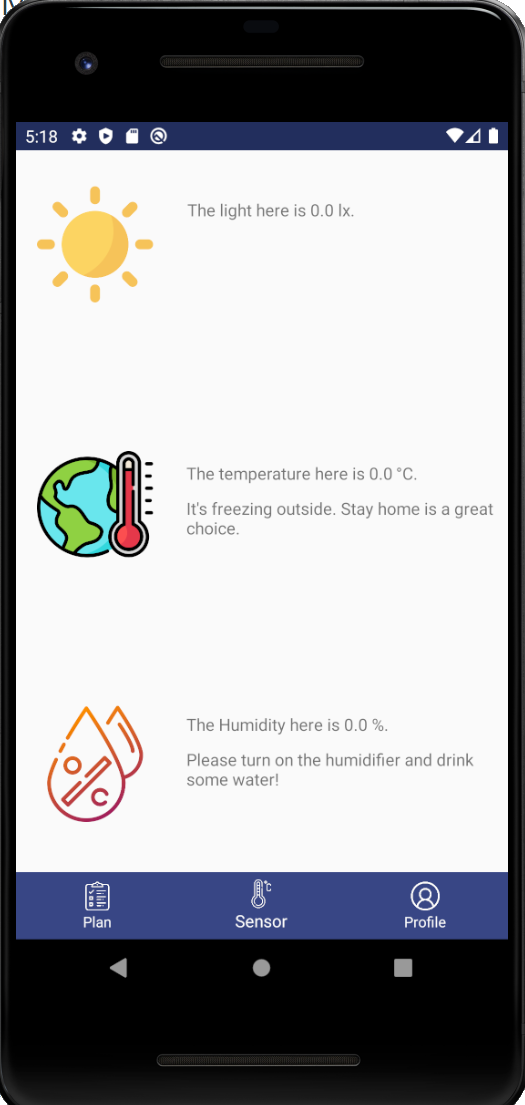 5:18
The light here is 0.0 lx.
The temperature here is 0.0 °C.
It's freezing outside. Stay home is a great
choice.
The Humidity here is 0.0 %.
Please turn on the humidifier and drink
some water!
°C
Plan
Sensor
Profile